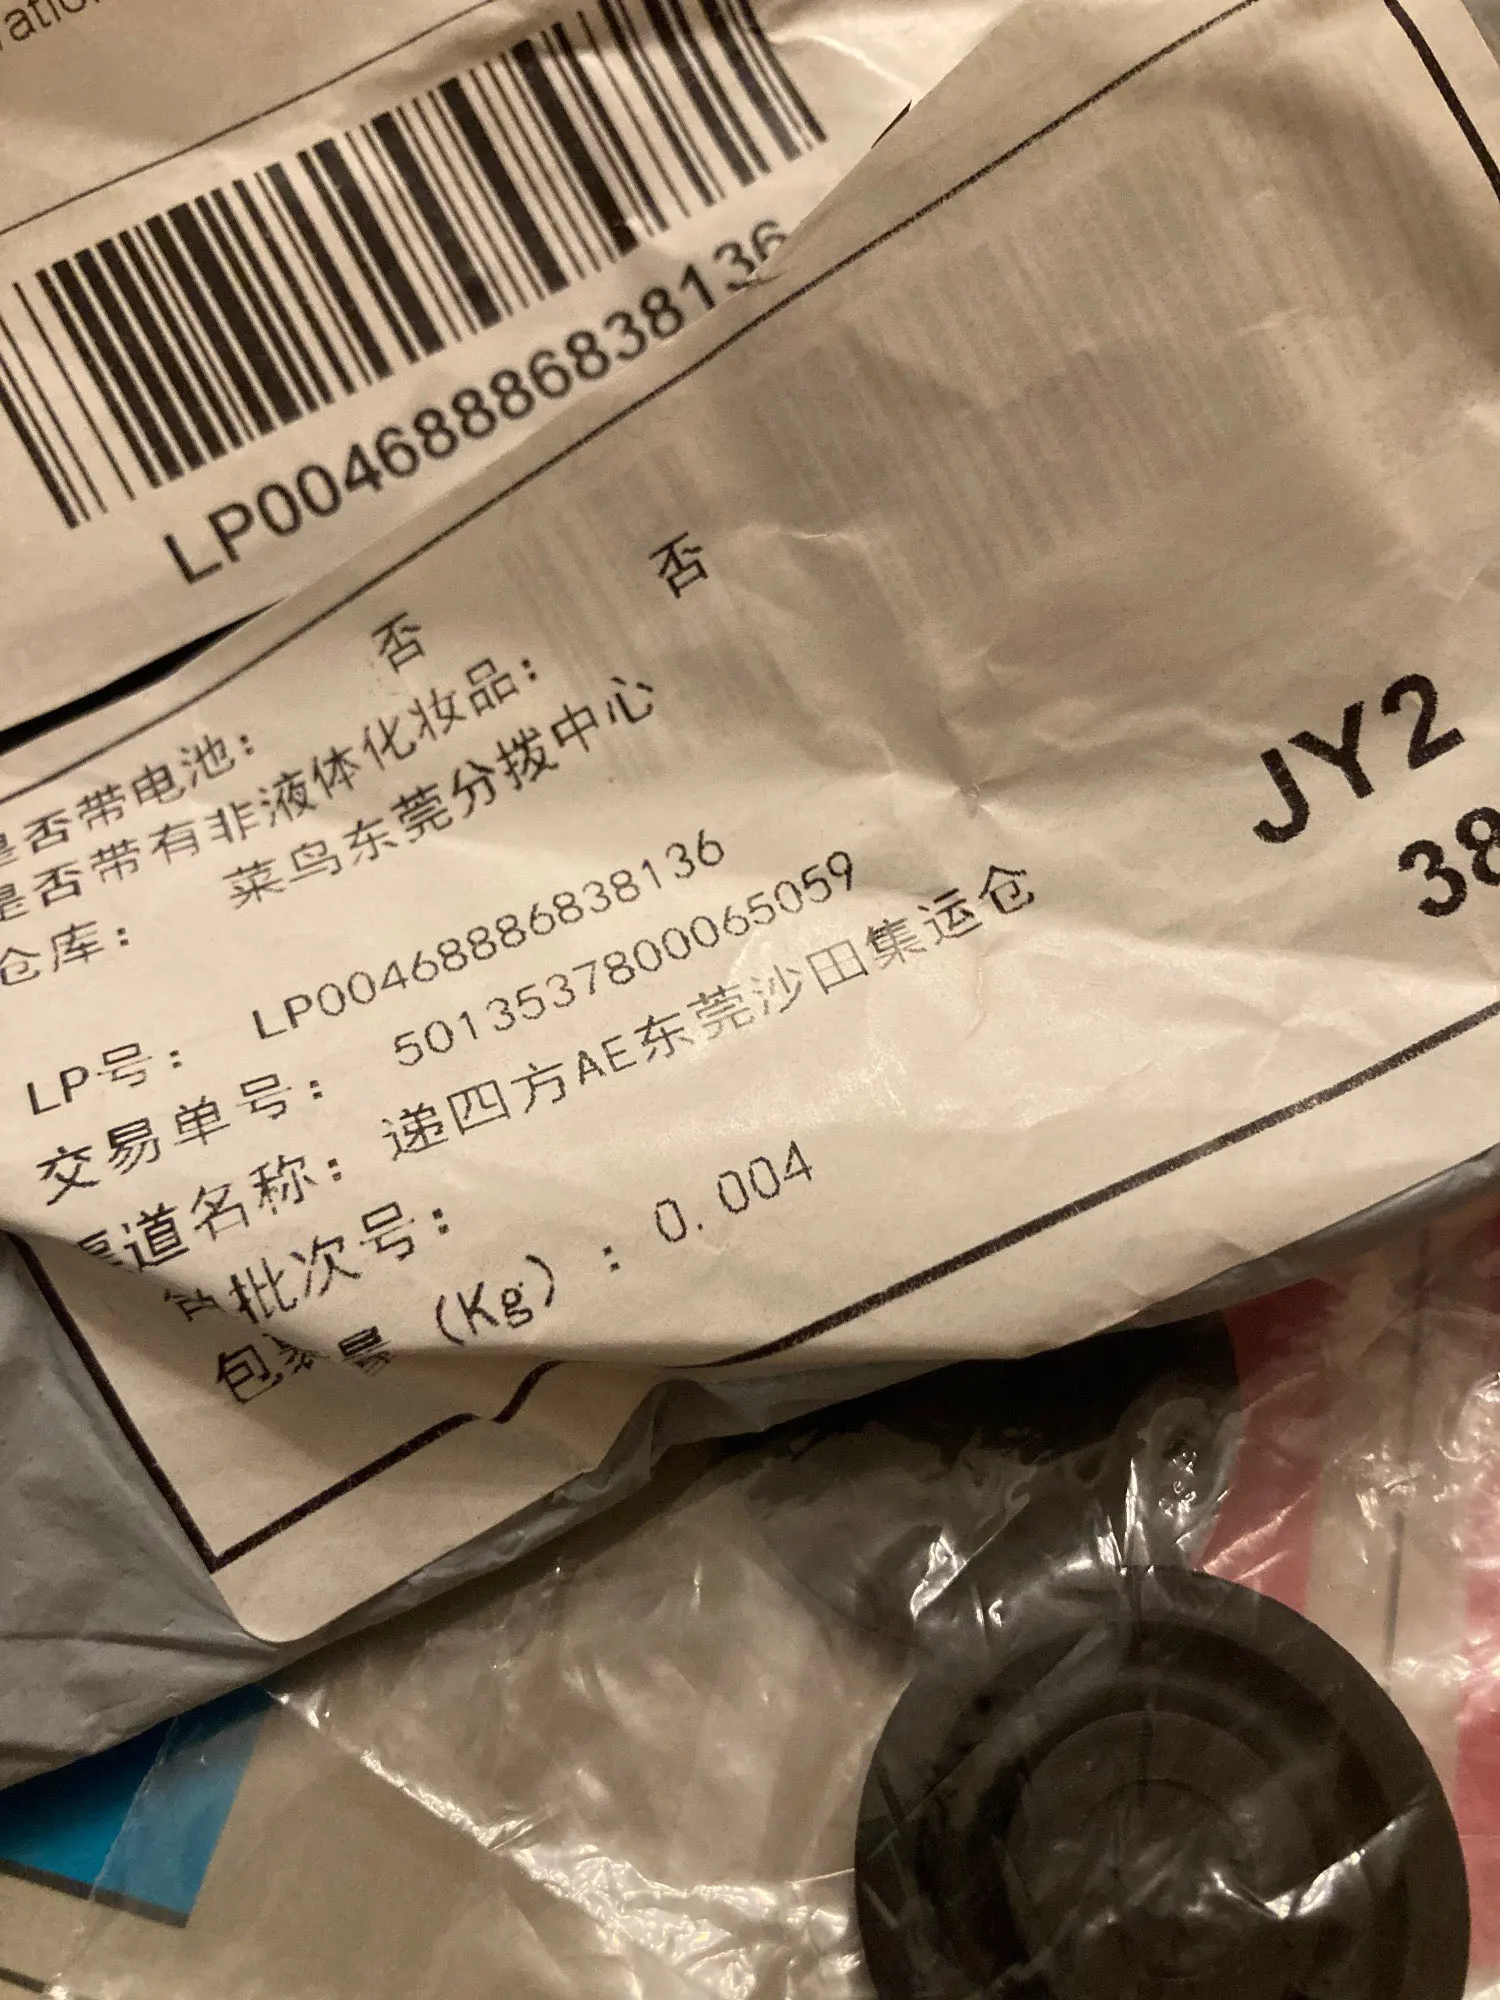 LP00468886838136
是否带电池： 否
是否带有非液体化妆品： 否
仓库： 菜鸟东莞分拨中心
LP号： LP00468886838136
交易单号： 5013537800065059
渠道名称： 递四方AE东莞沙田集运仓
批次号：
包裹重量（Kg）： 0.004
JY2
38